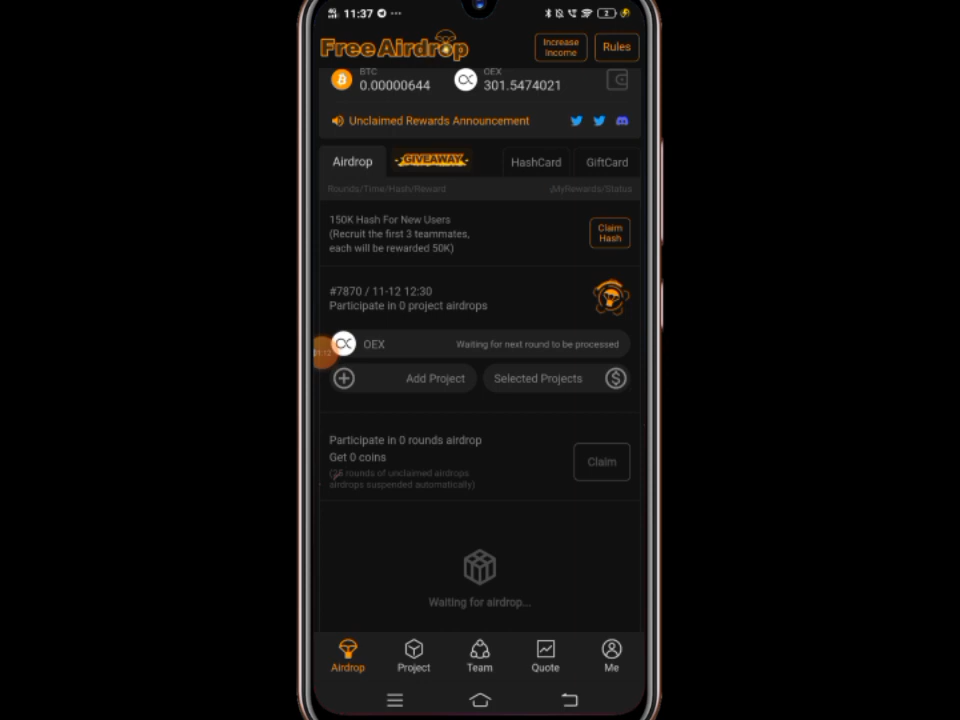 11:37
2
Free Airdrop
Increase
Income
Rules
BTC
0.00000644
OEX
301.5474021
Unclaimed Rewards Announcement
Airdrop
GIVEAWAY
HashCard
GiftCard
Rounds/Time/Hash/Reward
\MyRewards/Status
150K Hash For New Users
(Recruit the first 3 teammates,
each will be rewarded 50K)
Claim
Hash
#7870 / 11-12 12:30
Participate in 0 project airdrops
OEX
Waiting for next round to be processed
01:12
Add Project
Selected Projects
Participate in 0 rounds airdrop
Get 0 coins
Claim
rounds of unclaimed airdrops
airdrops suspended automatically)
Waiting for airdrop...
Airdrop
Project
Team
Quote
Me